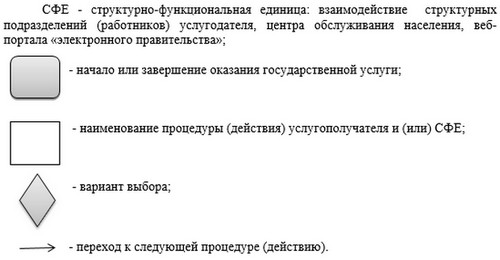 СФЕ - структурно-функциональная единица: взаимодействие структурных
подразделений (работников) услугодателя, центра обслуживания населения, веб-
портала «электронного правительства»;
- начало или завершение оказания государственной услуги;
- наименование процедуры (действия) услугополучателя и (или) СФЕ;
- вариант выбора;
- переход к следующей процедуре (действию).